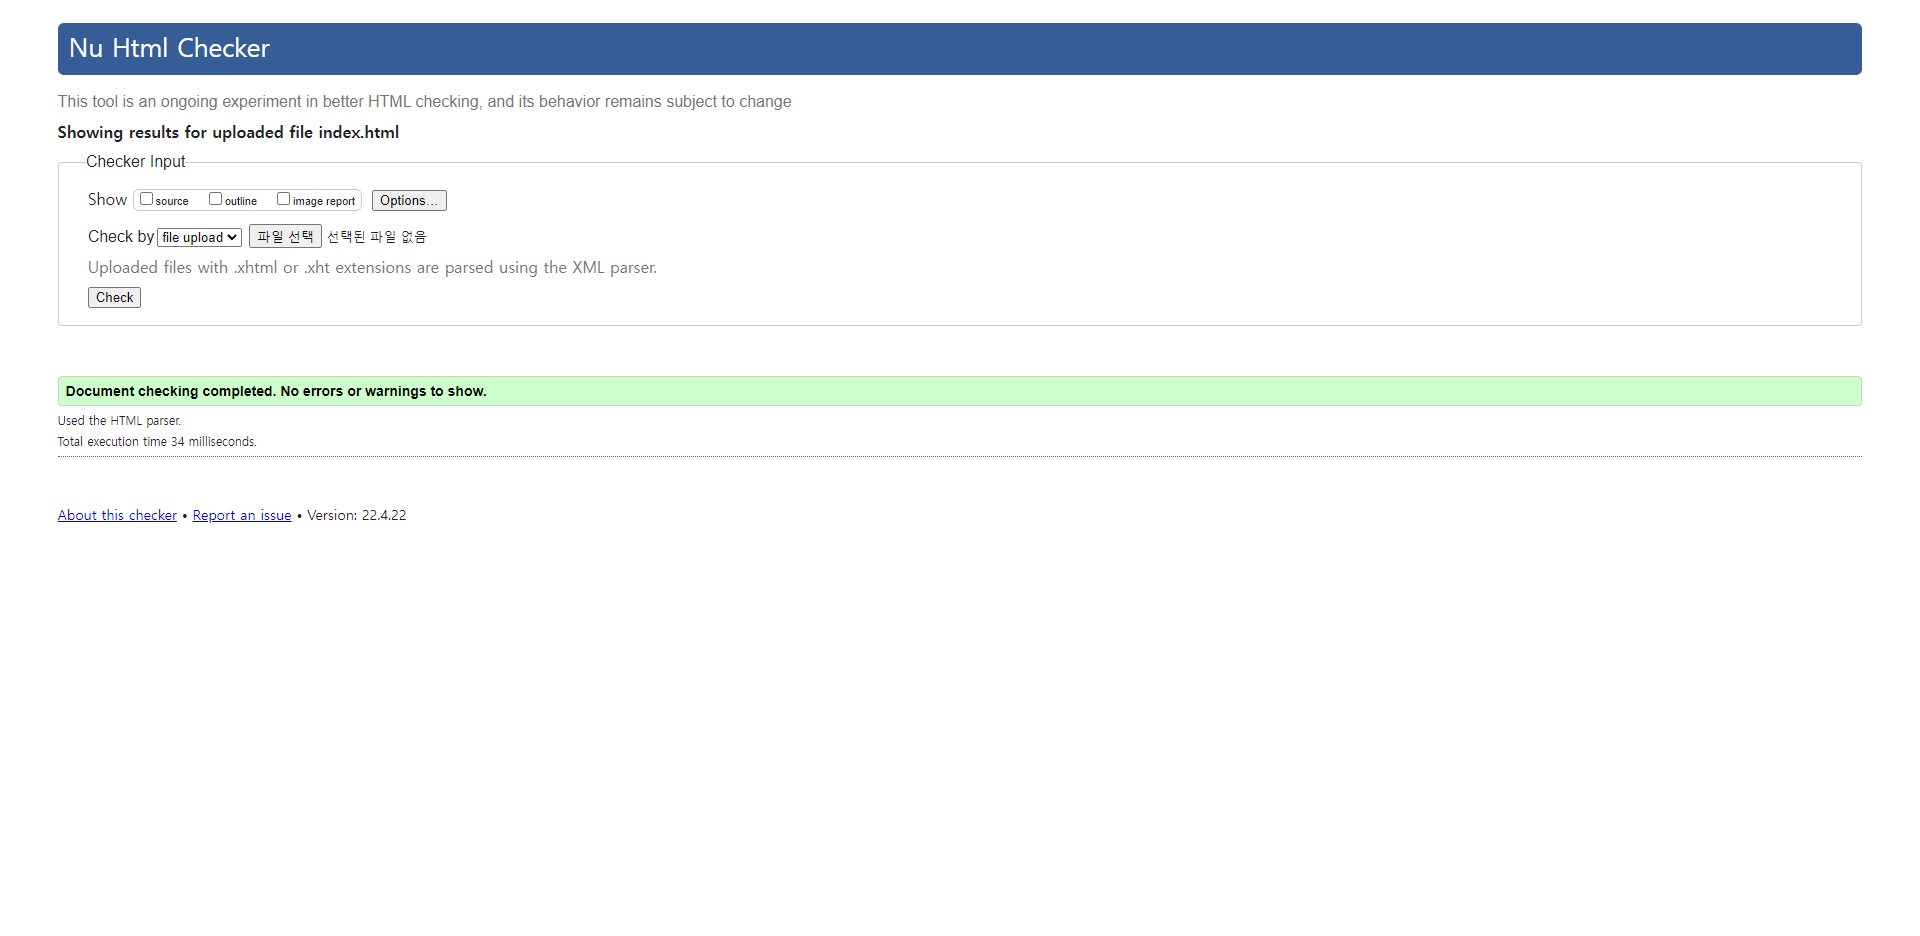 Nu Html Checker
This tool is an ongoing experiment in better HTML checking, and its behavior remains subject to change
Showing results for uploaded file index.html
Checker Input
Show source outline image report Options...
Check by file upload 파일 선택 선택된 파일 없음
Uploaded files with .xhtml or .xht extensions are parsed using the XML parser.
Check
Document checking completed. No errors or warnings to show.
Used the HTML parser.
Total execution time 34 milliseconds.
About this checker • Report an issue • Version: 22.4.22